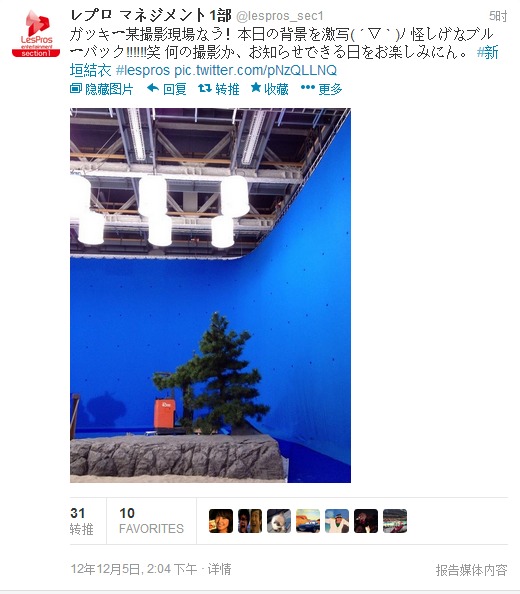 レプロ マネジメント1部 @lespros_sec1 5时
ガッキー某撮影現場なう！本日の背景を激写( ´ ▽ ` )ﾉ 怪しげなブル
ーバック!!!!!!笑 何の撮影か、お知らせできる日をお楽しみにん。 #新
垣結衣 #lespros pic.twitter.com/pNzQLLNQ
LesPros
entertainment
section1
隐藏图片 回复 转推 收藏 更多
31 10
转推 FAVORITES
12年12月5日, 2:04 下午 · 详情 报告媒体内容